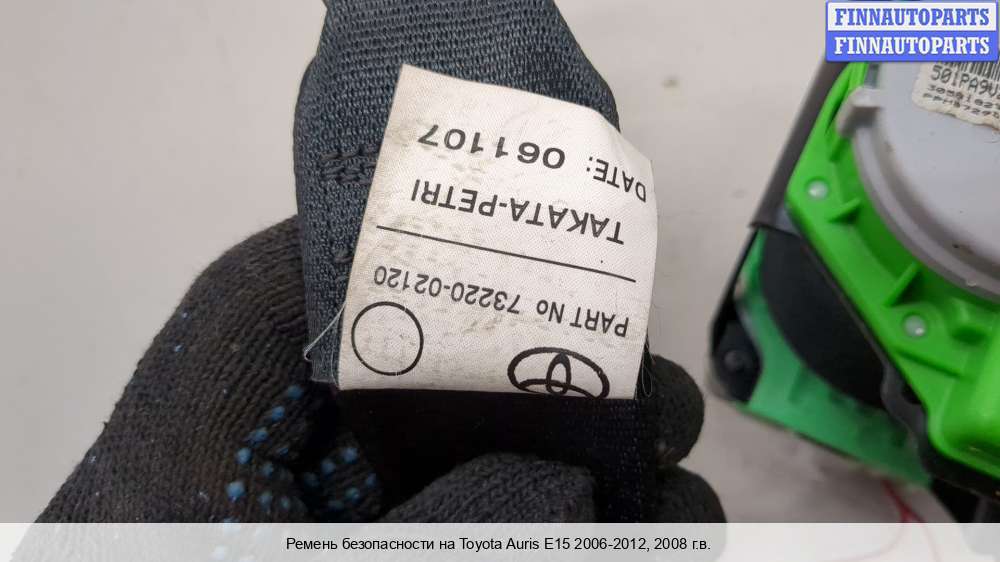 FINNAUTOPARTS
FINNAUTOPARTS
PART No 73220-02120
TAKATA-PETRI
DATE: 061107
Ремень безопасности на Toyota Auris E15 2006-2012, 2008 г.в.